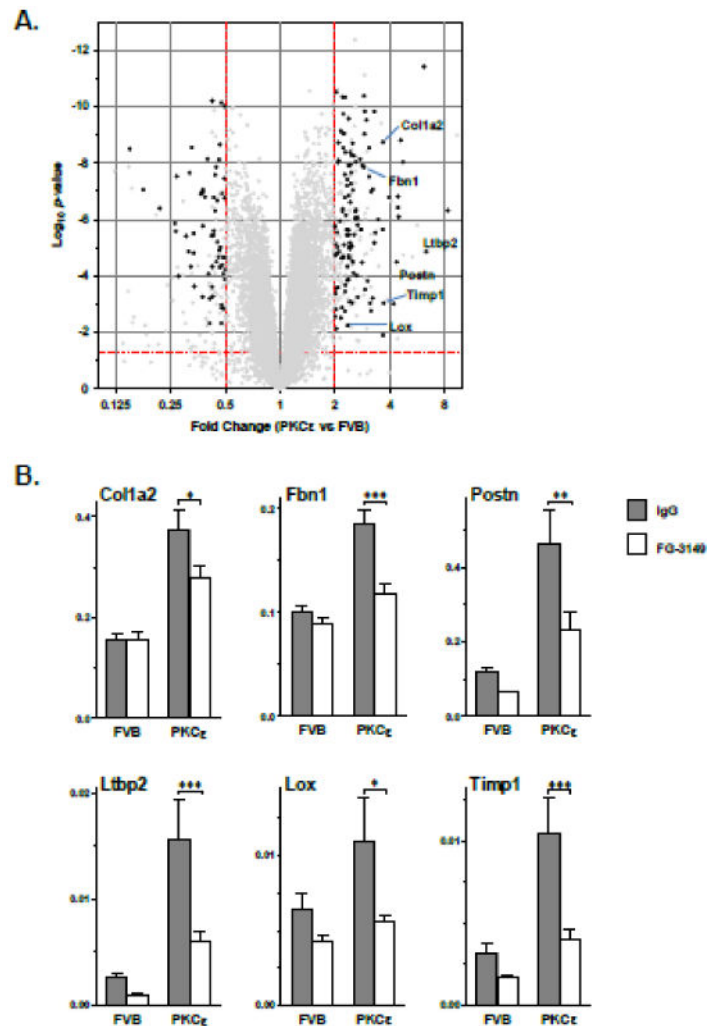 A.
-12
-10
-8
-6
-4
-2
0
Log₁₀ p-value
Col1a2
Fbn1
Ltbp2
Postn
Timp1
Lox
0.125 0.25 0.5 1 2 4 8
Fold Change (PKCε vs FVB)
B.
Col1a2
*
0.4
0.2
0.0
FVB PKCε
Fbn1
***
0.2
0.1
0.0
FVB PKCε
Postn
**
0.4
0.2
0.0
FVB PKCε
IgG
FG-3149
Ltbp2
***
0.02
0.01
0.00
FVB PKCε
Lox
*
0.01
0.00
FVB PKCε
Timp1
***
0.01
0.00
FVB PKCε